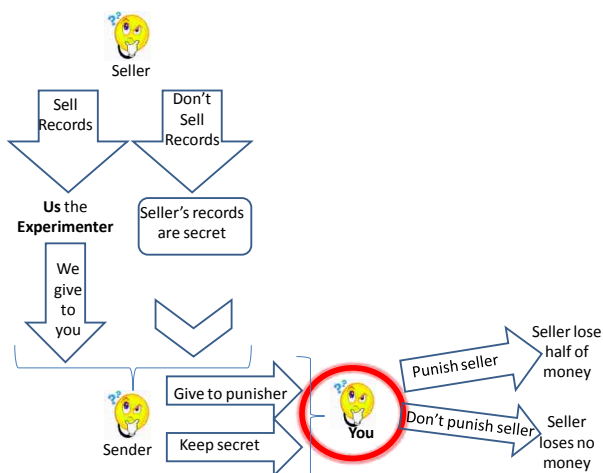 ??
Seller
Sell
Records
Don't
Sell
Records
Us the
Experimenter
Seller's records
are secret
We
give
to
you
??
Sender
Give to punisher
Keep secret
??
You
Punish seller
Don't punish seller
Seller lose
half of
money
Seller
loses no
money